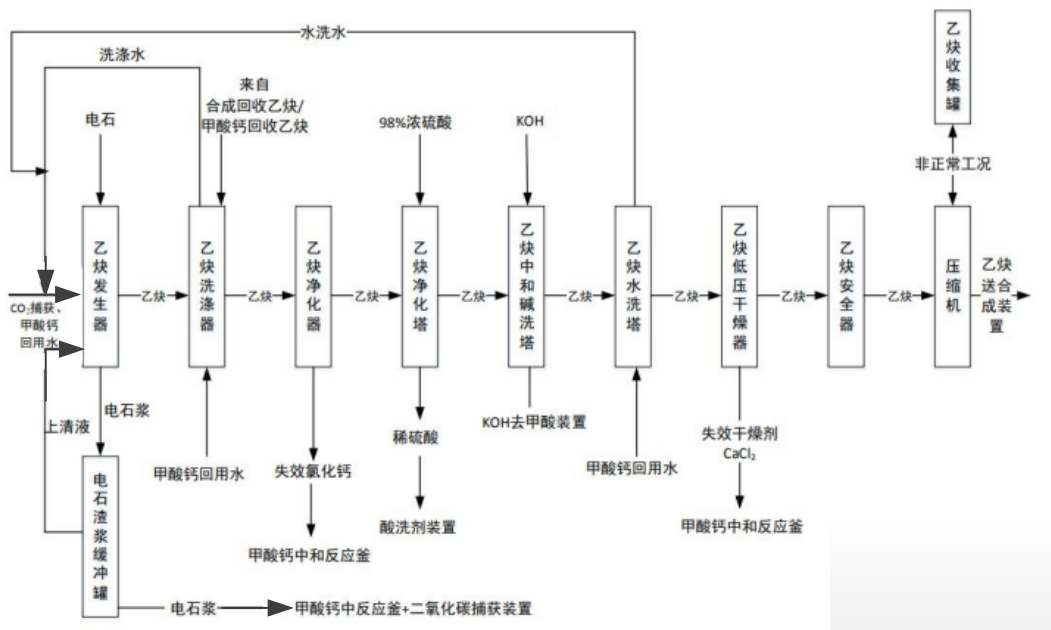 水洗水
洗涤水
乙炔收集罐
来自
合成回收乙炔/
甲酸钙回收乙炔
电石
98%浓硫酸
KOH
非正常工况
乙炔发生器
乙炔洗涤器
乙炔净化器
乙炔净化塔
乙炔中和碱洗塔
乙炔水洗塔
乙炔低压干燥器
乙炔安全器
压缩机
乙炔
乙炔
乙炔
乙炔
乙炔
乙炔
乙炔
乙炔
乙炔
送合
成装
置
CO₂捕获、
甲酸钙
回用水
上清液
电石浆
甲酸钙回用水
失效氯化钙
甲酸钙中和反应釜
稀硫酸
酸洗剂装置
KOH去甲酸装置
甲酸钙回用水
失效干燥剂
CaCl₂
甲酸钙中和反应釜
电石渣浆缓冲罐
电石浆
甲酸钙中反应釜+二氧化碳捕获装置